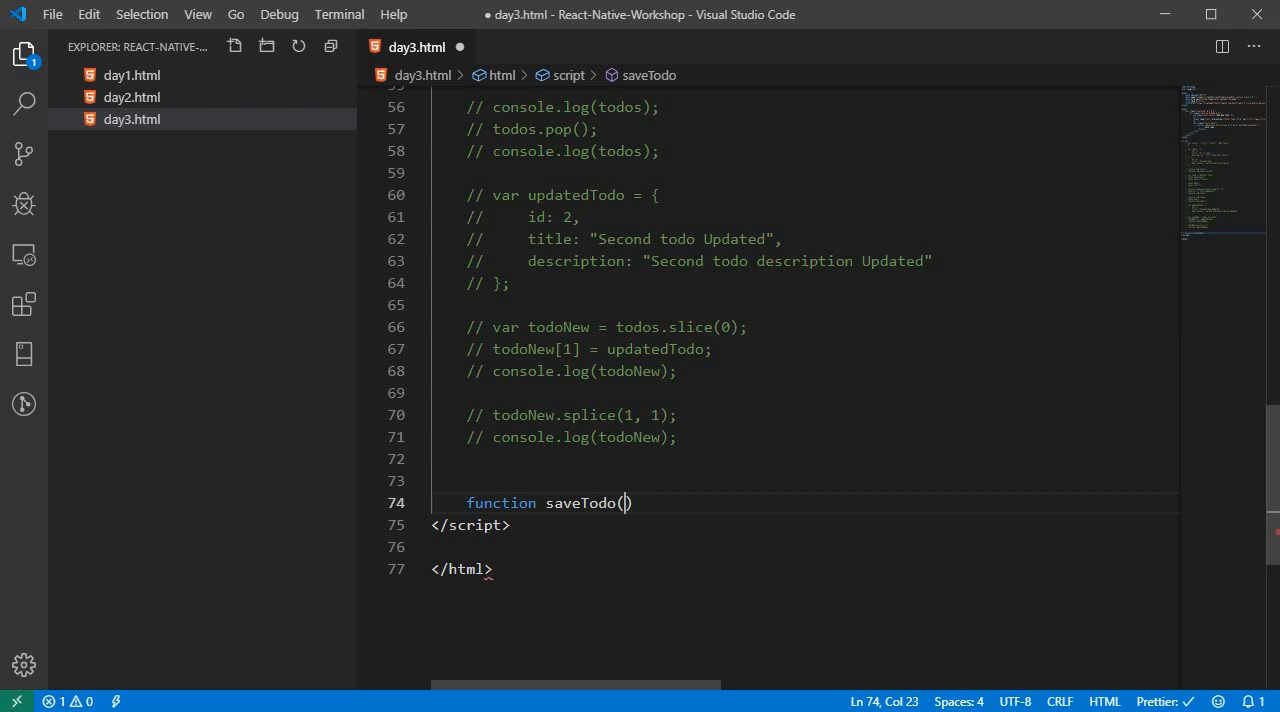 File Edit Selection View Go Debug Terminal Help
● day3.html - React-Native-Workshop - Visual Studio Code
1
EXPLORER: REACT-NATIVE-...
day1.html
day2.html
day3.html
day3.html ●
day3.html > html > script > saveTodo
56 // console.log(todos);
57 // todos.pop();
58 // console.log(todos);
59
60 // var updatedTodo = {
61 //     id: 2,
62 //     title: "Second todo Updated",
63 //     description: "Second todo description Updated"
64 // };
65
66 // var todoNew = todos.slice(0);
67 // todoNew[1] = updatedTodo;
68 // console.log(todoNew);
69
70 // todoNew.splice(1, 1);
71 // console.log(todoNew);
72
73
74 function saveTodo()
75 </script>
76
77 </html>
1 0
Ln 74, Col 23 Spaces: 4 UTF-8 CRLF HTML Prettier: ✓ 1